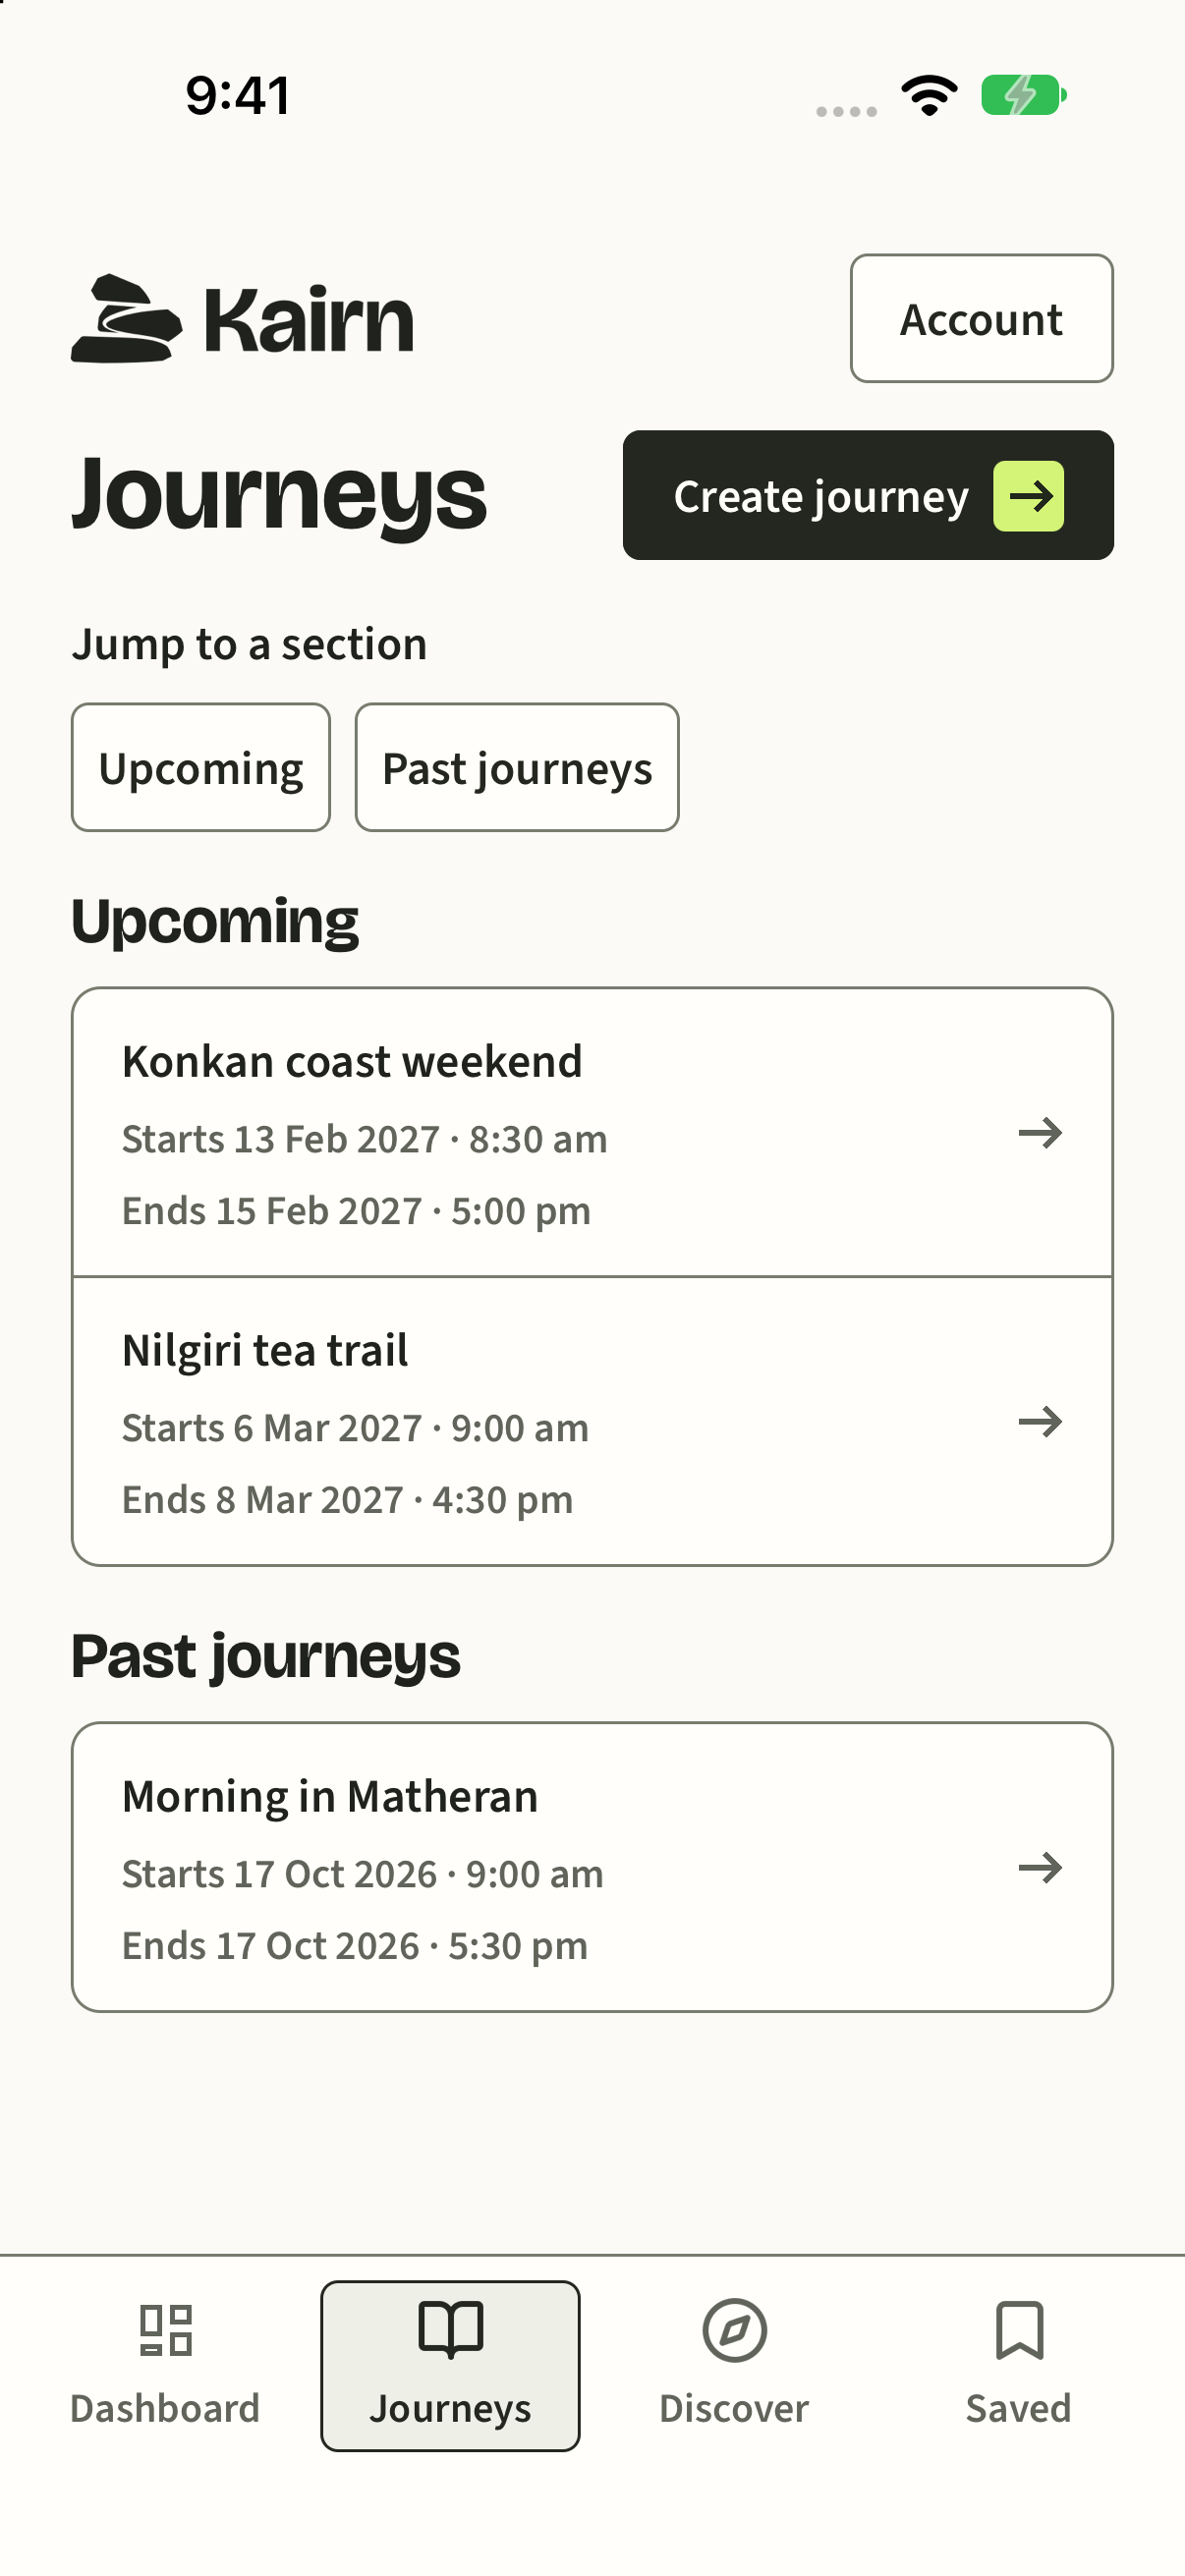 9:41
Kairn
Account
Journeys
Create journey
Jump to a section
Upcoming
Past journeys
Upcoming
Konkan coast weekend
Starts 13 Feb 2027 · 8:30 am
Ends 15 Feb 2027 · 5:00 pm
Nilgiri tea trail
Starts 6 Mar 2027 · 9:00 am
Ends 8 Mar 2027 · 4:30 pm
Past journeys
Morning in Matheran
Starts 17 Oct 2026 · 9:00 am
Ends 17 Oct 2026 · 5:30 pm
Dashboard
Journeys
Discover
Saved